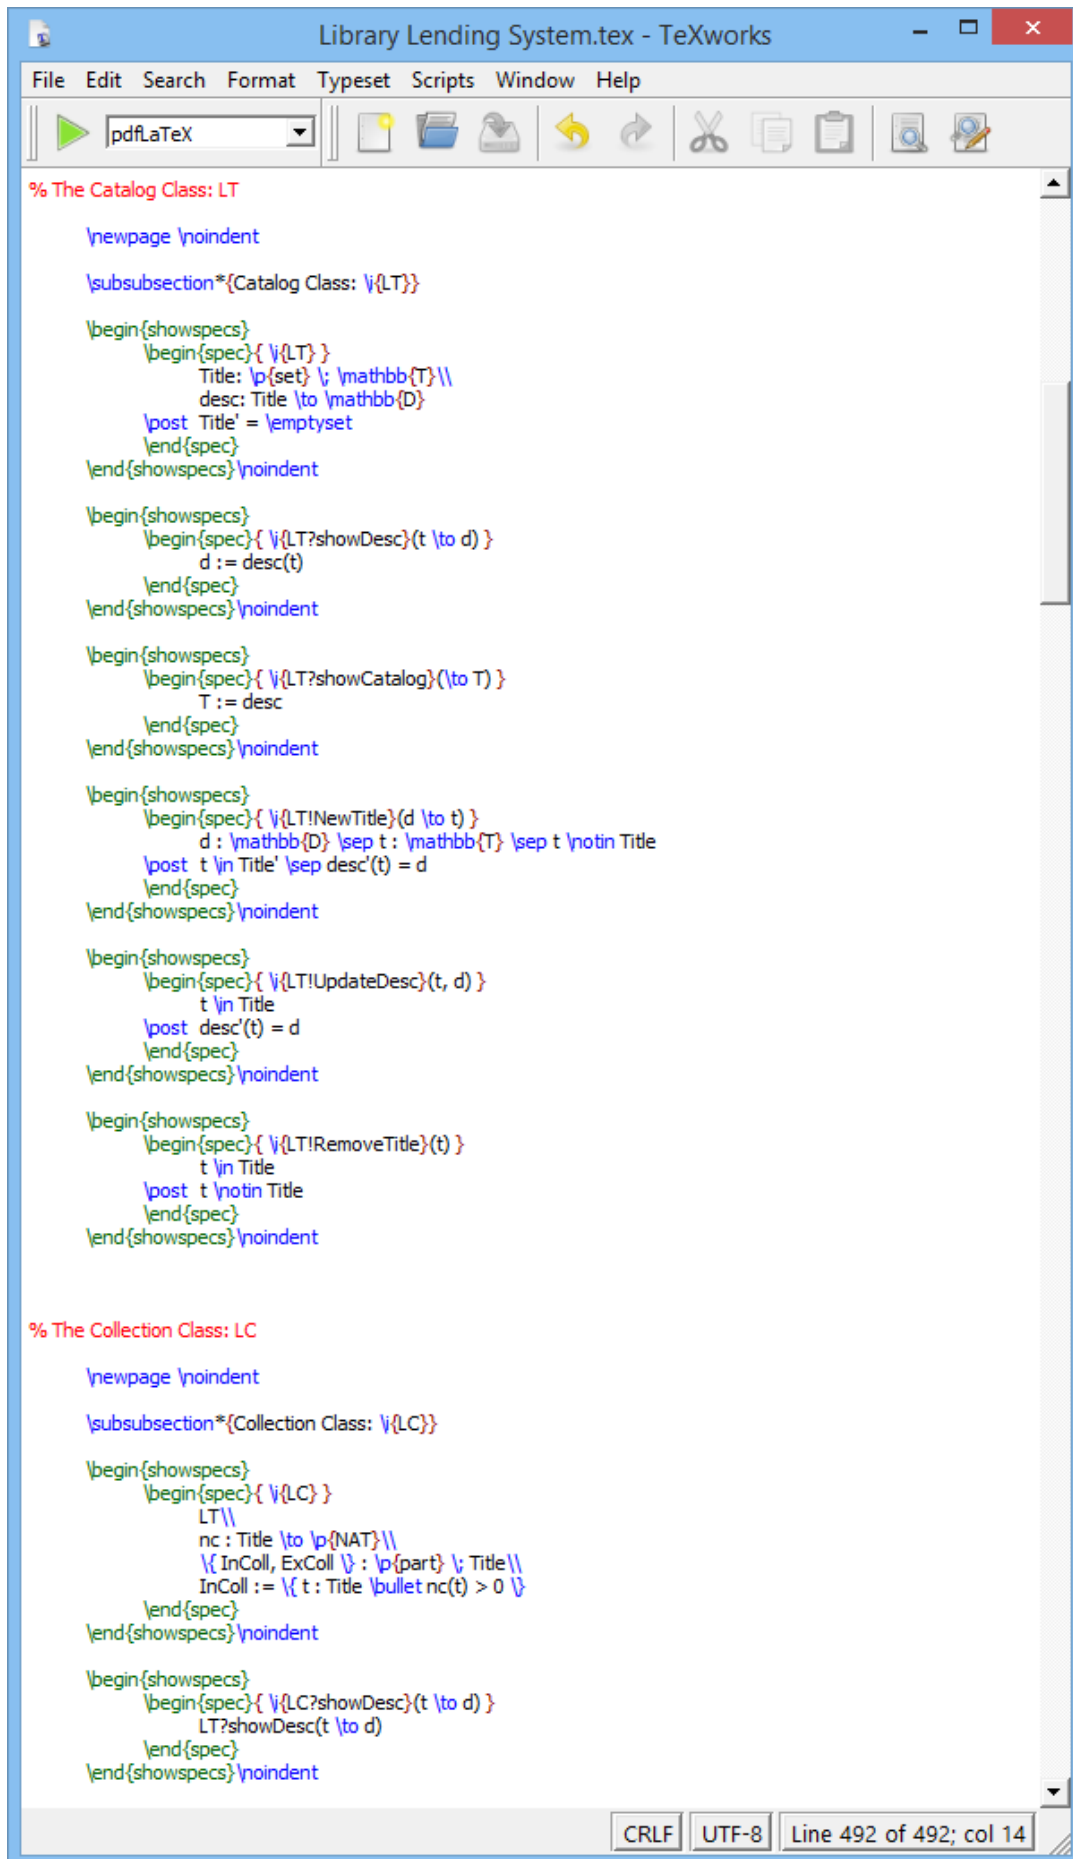 Library Lending System.tex - TeXworks
File Edit Search Format Typeset Scripts Window Help
pdfLaTeX
% The Catalog Class: LT
\newpage \noindent
\subsubsection*{Catalog Class: \i{LT}}
\begin{showspecs}
\begin{spec}{ \i{LT} }
Title: \p{set} \; \mathbb{T}\\
desc: Title \to \mathbb{D}
\post Title' = \emptyset
\end{spec}
\end{showspecs}\noindent
\begin{showspecs}
\begin{spec}{ \i{LT?showDesc}(t \to d) }
d := desc(t)
\end{spec}
\end{showspecs}\noindent
\begin{showspecs}
\begin{spec}{ \i{LT?showCatalog}(\to T) }
T := desc
\end{spec}
\end{showspecs}\noindent
\begin{showspecs}
\begin{spec}{ \i{LT!NewTitle}(d \to t) }
d : \mathbb{D} \sep t : \mathbb{T} \sep t \notin Title
\post t \in Title' \sep desc'(t) = d
\end{spec}
\end{showspecs}\noindent
\begin{showspecs}
\begin{spec}{ \i{LT!UpdateDesc}(t, d) }
t \in Title
\post desc'(t) = d
\end{spec}
\end{showspecs}\noindent
\begin{showspecs}
\begin{spec}{ \i{LT!RemoveTitle}(t) }
t \in Title
\post t \notin Title
\end{spec}
\end{showspecs}\noindent
% The Collection Class: LC
\newpage \noindent
\subsubsection*{Collection Class: \i{LC}}
\begin{showspecs}
\begin{spec}{ \i{LC} }
LT\\
nc : Title \to \p{NAT}\\
\{ InColl, ExColl \} : \p{part} \; Title\\
InColl := \{ t : Title \bullet nc(t) > 0 \}
\end{spec}
\end{showspecs}\noindent
\begin{showspecs}
\begin{spec}{ \i{LC?showDesc}(t \to d) }
LT?showDesc(t \to d)
\end{spec}
\end{showspecs}\noindent
CRLF UTF-8 Line 492 of 492; col 14